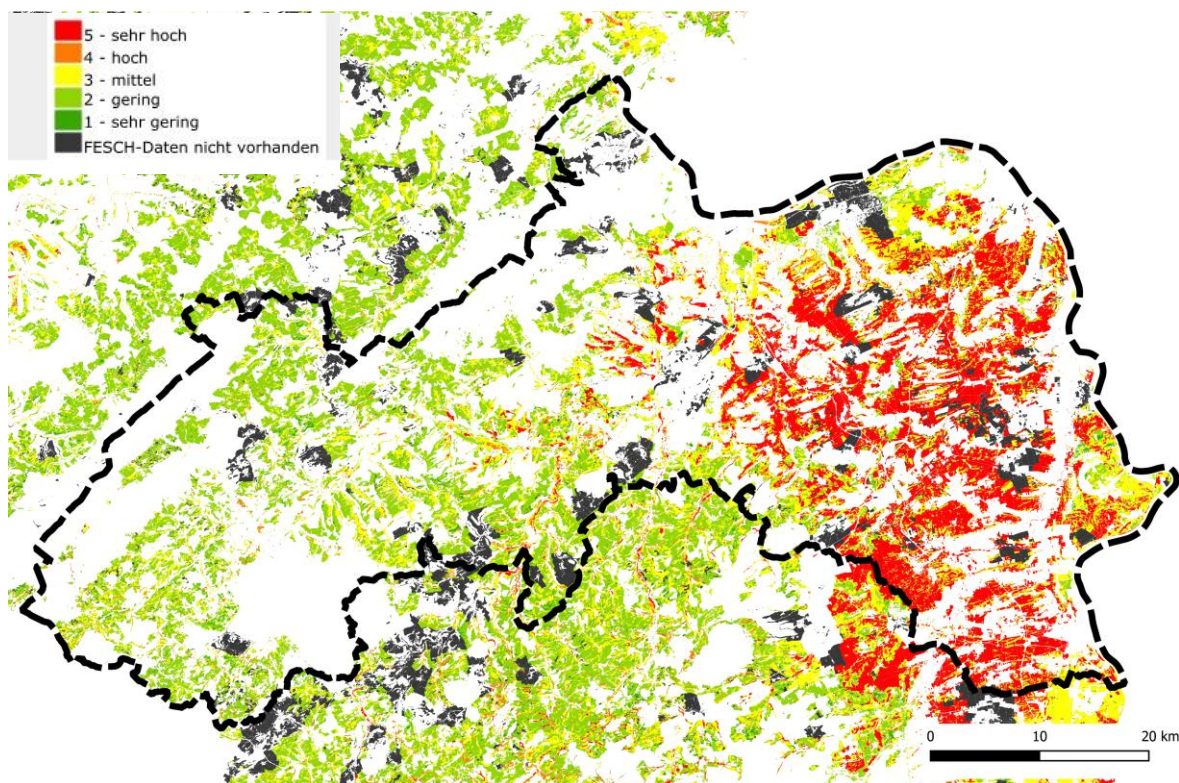 5 - sehr hoch
4 - hoch
3 - mittel
2 - gering
1 - sehr gering
FESCH-Daten nicht vorhanden
0 10 20 km